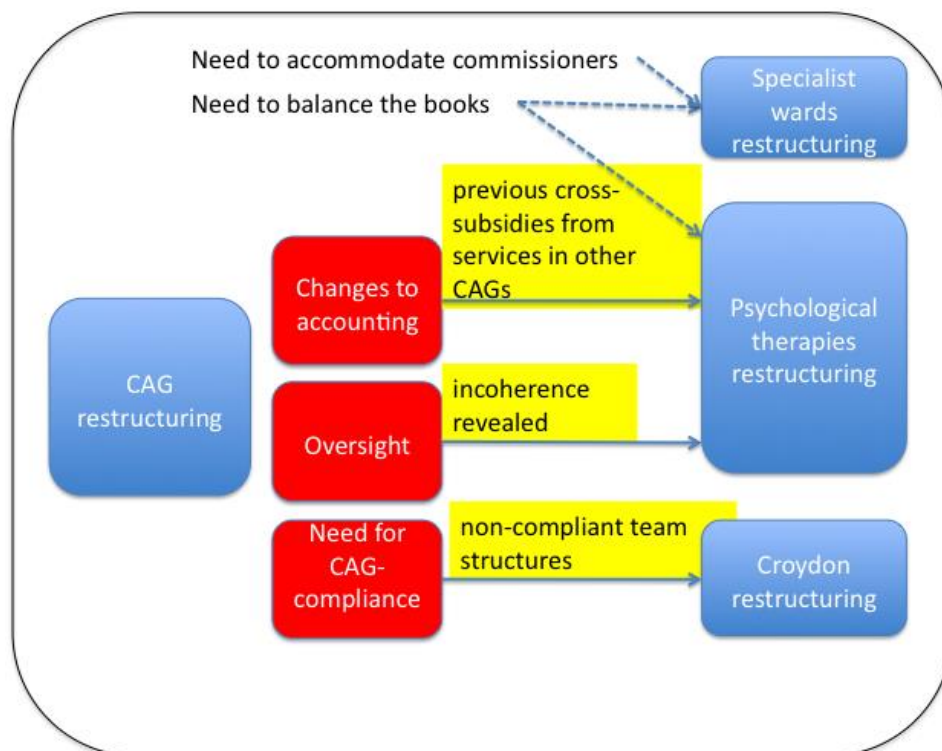 Need to accommodate commissioners
Need to balance the books
Specialist
wards
restructuring
previous cross-
subsidies from
services in other
CAGs
Changes to
accounting
Psychological
therapies
restructuring
CAG
restructuring
incoherence
revealed
Oversight
Need for
CAG-
compliance
non-compliant team
structures
Croydon
restructuring